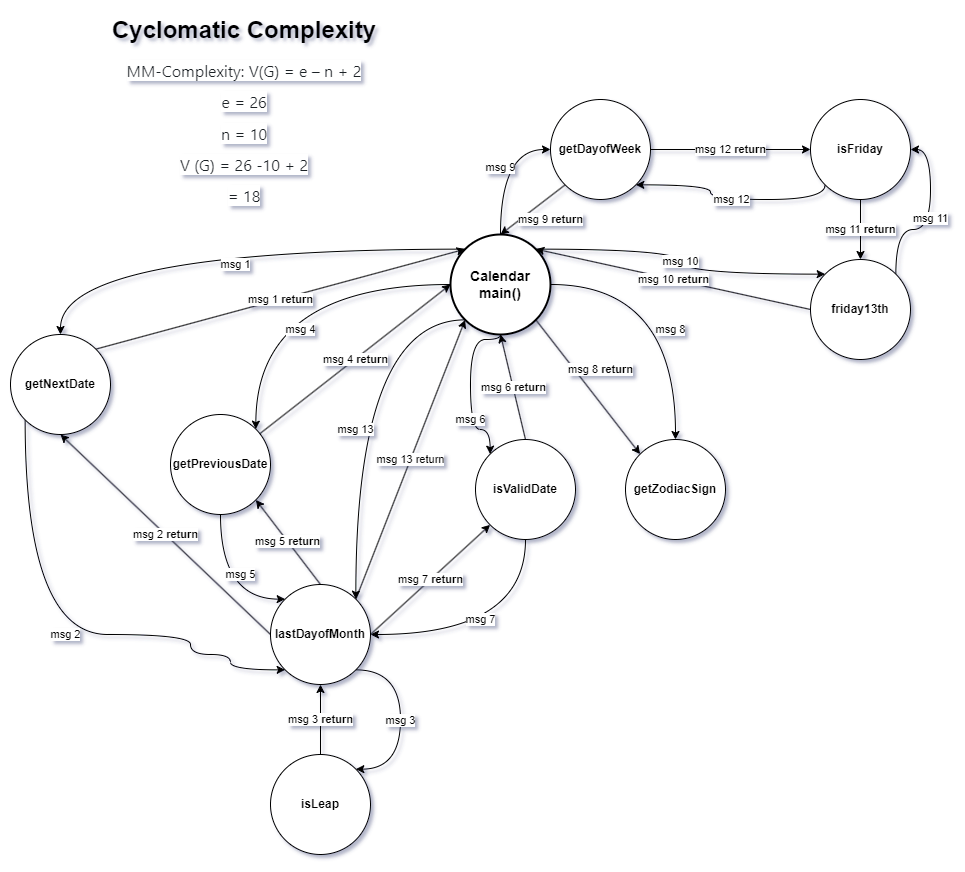 Cyclomatic Complexity
MM-Complexity: V(G) = e – n + 2
e = 26
n = 10
V (G) = 26 -10 + 2
= 18
getDayofWeek
msg 12 return
isFriday
msg 9
msg 12
msg 9 return
msg 11
msg 11 return
msg 1
Calendar
main()
msg 10
msg 10 return
msg 1 return
friday13th
msg 4
msg 8
msg 4 return
msg 8 return
getNextDate
msg 6 return
msg 6
msg 13
getPreviousDate
msg 13 return
isValidDate
getZodiacSign
msg 2 return
msg 5 return
msg 5
msg 7 return
msg 7
msg 2
lastDayofMonth
msg 3 return
msg 3
isLeap